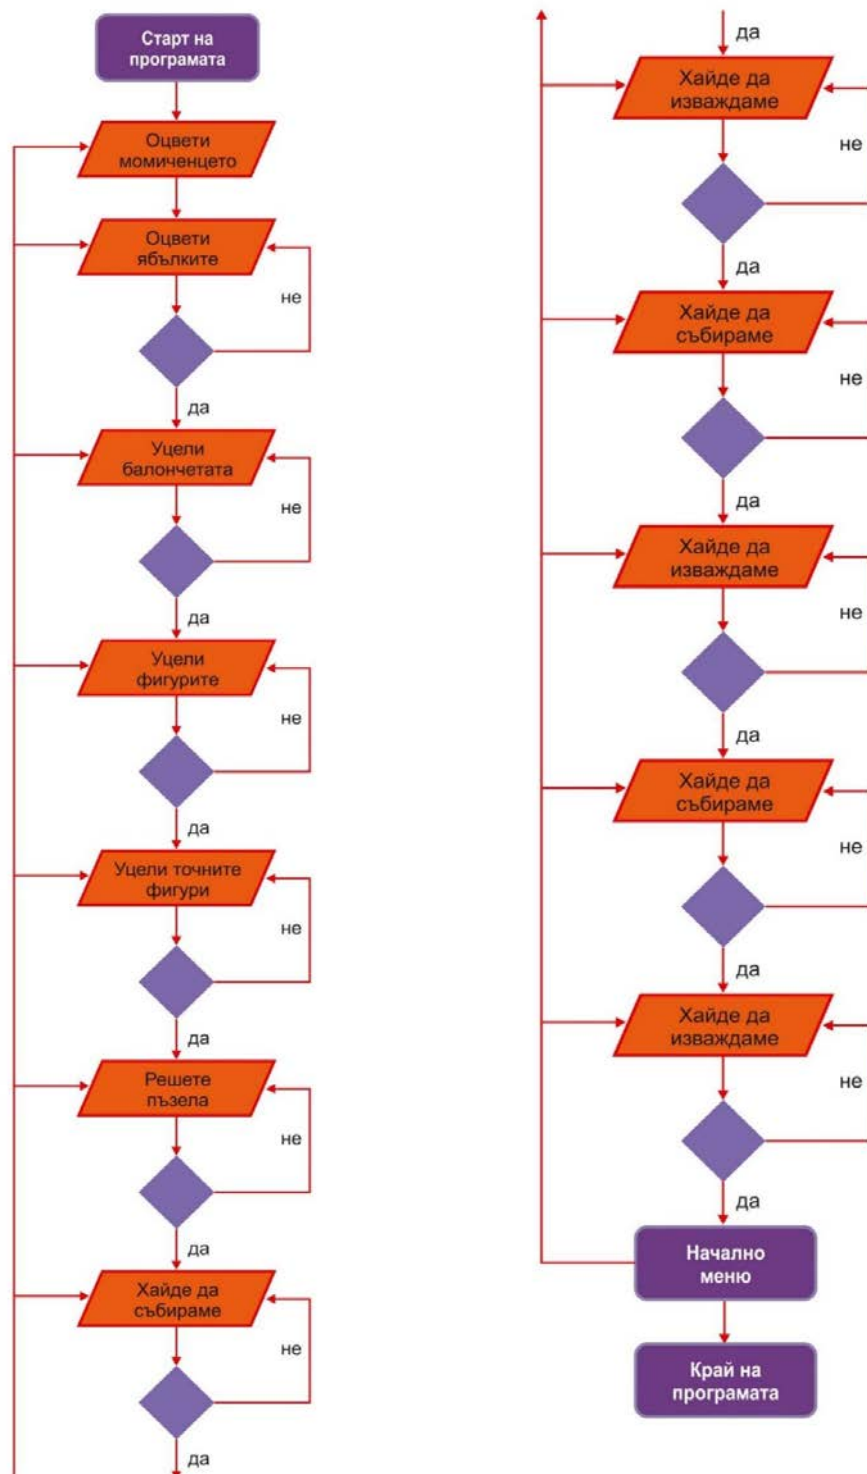 Старт на
програмата
Оцвети
момиченцето
Оцвети
ябълките
не
да
Уцели
балончетата
не
да
Уцели
фигурите
не
да
Уцели точните
фигури
не
да
Решете
пъзела
не
да
Хайде да
събираме
не
да
да
Хайде да
изваждаме
не
да
Хайде да
събираме
не
да
Хайде да
изваждаме
не
да
Хайде да
събираме
не
да
Хайде да
изваждаме
не
да
Начално
меню
Край на
програмата